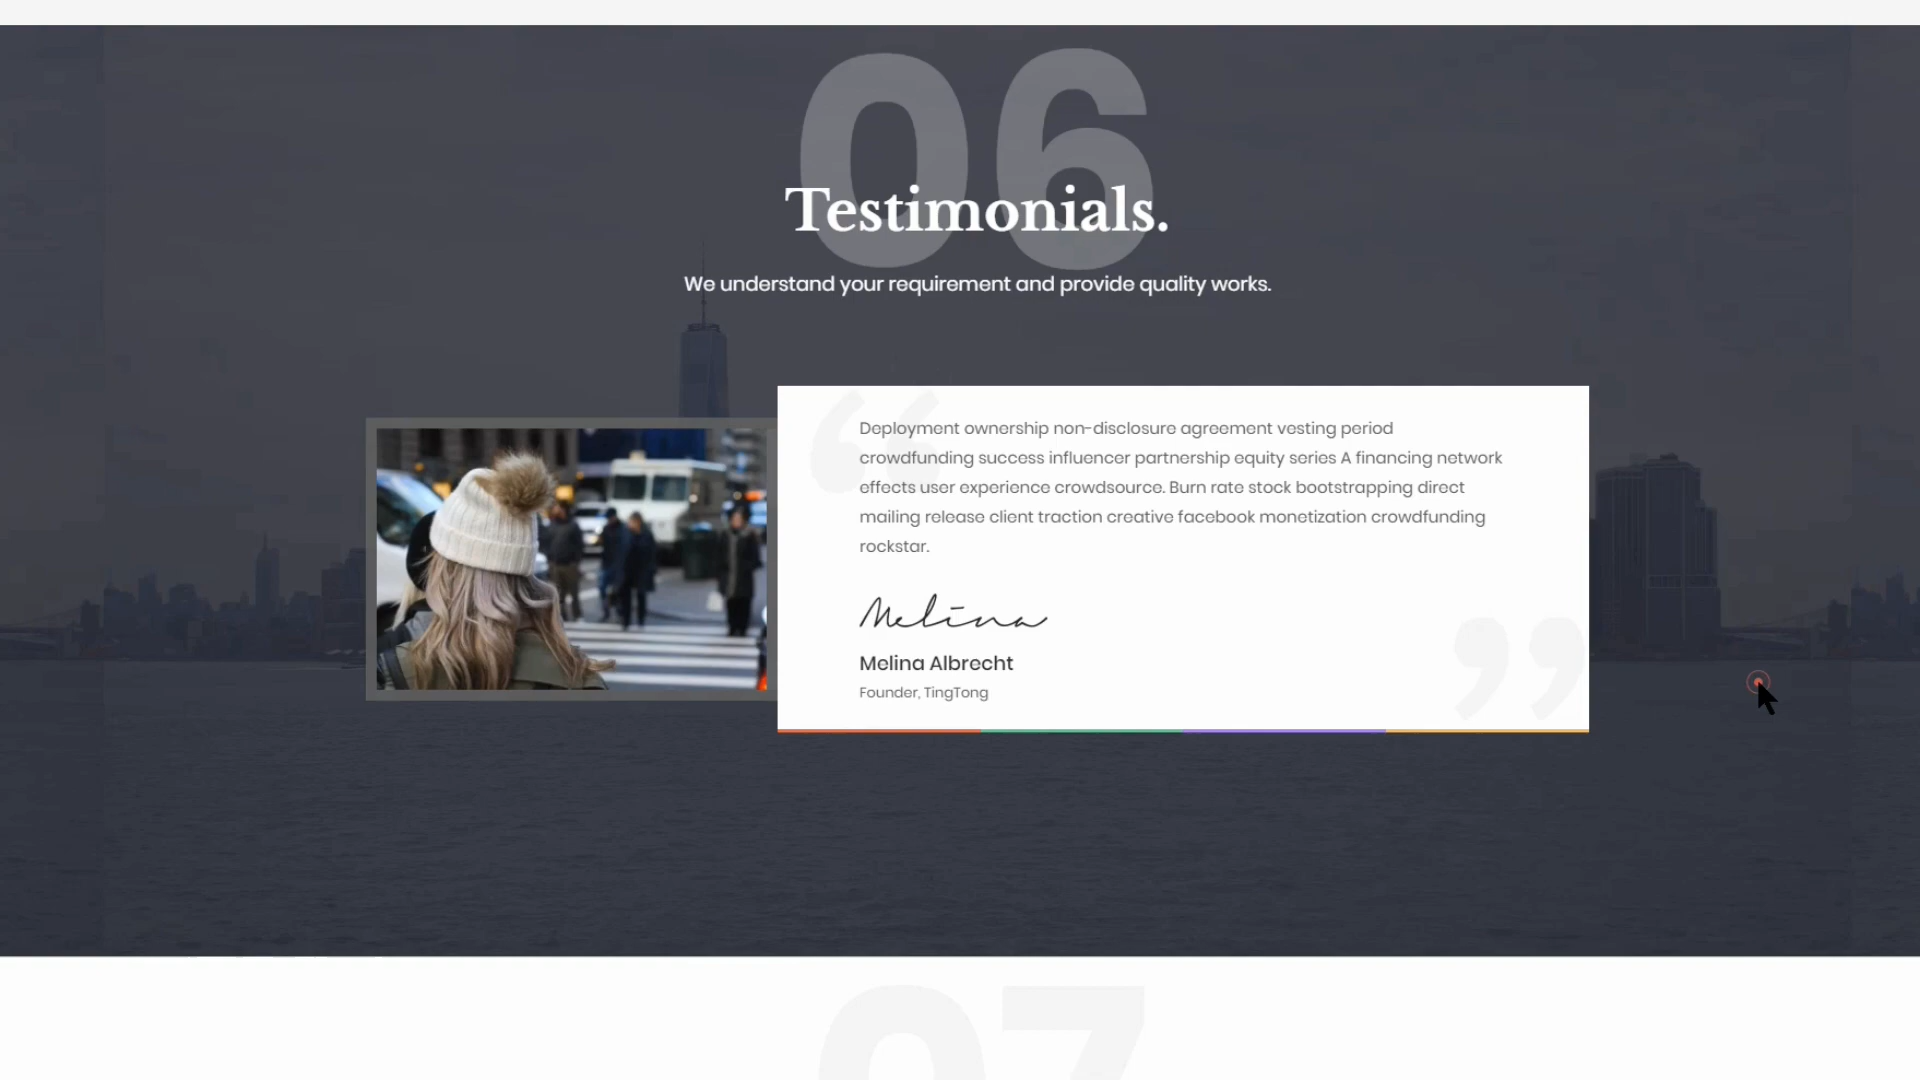 06
Testimonials.
We understand your requirement and provide quality works.
“
Deployment ownership non-disclosure agreement vesting period
crowdfunding success influencer partnership equity series A financing network
effects user experience crowdsource. Burn rate stock bootstrapping direct
mailing release client traction creative facebook monetization crowdfunding
rockstar.
Melina
Melina Albrecht
Founder, TingTong
”
07